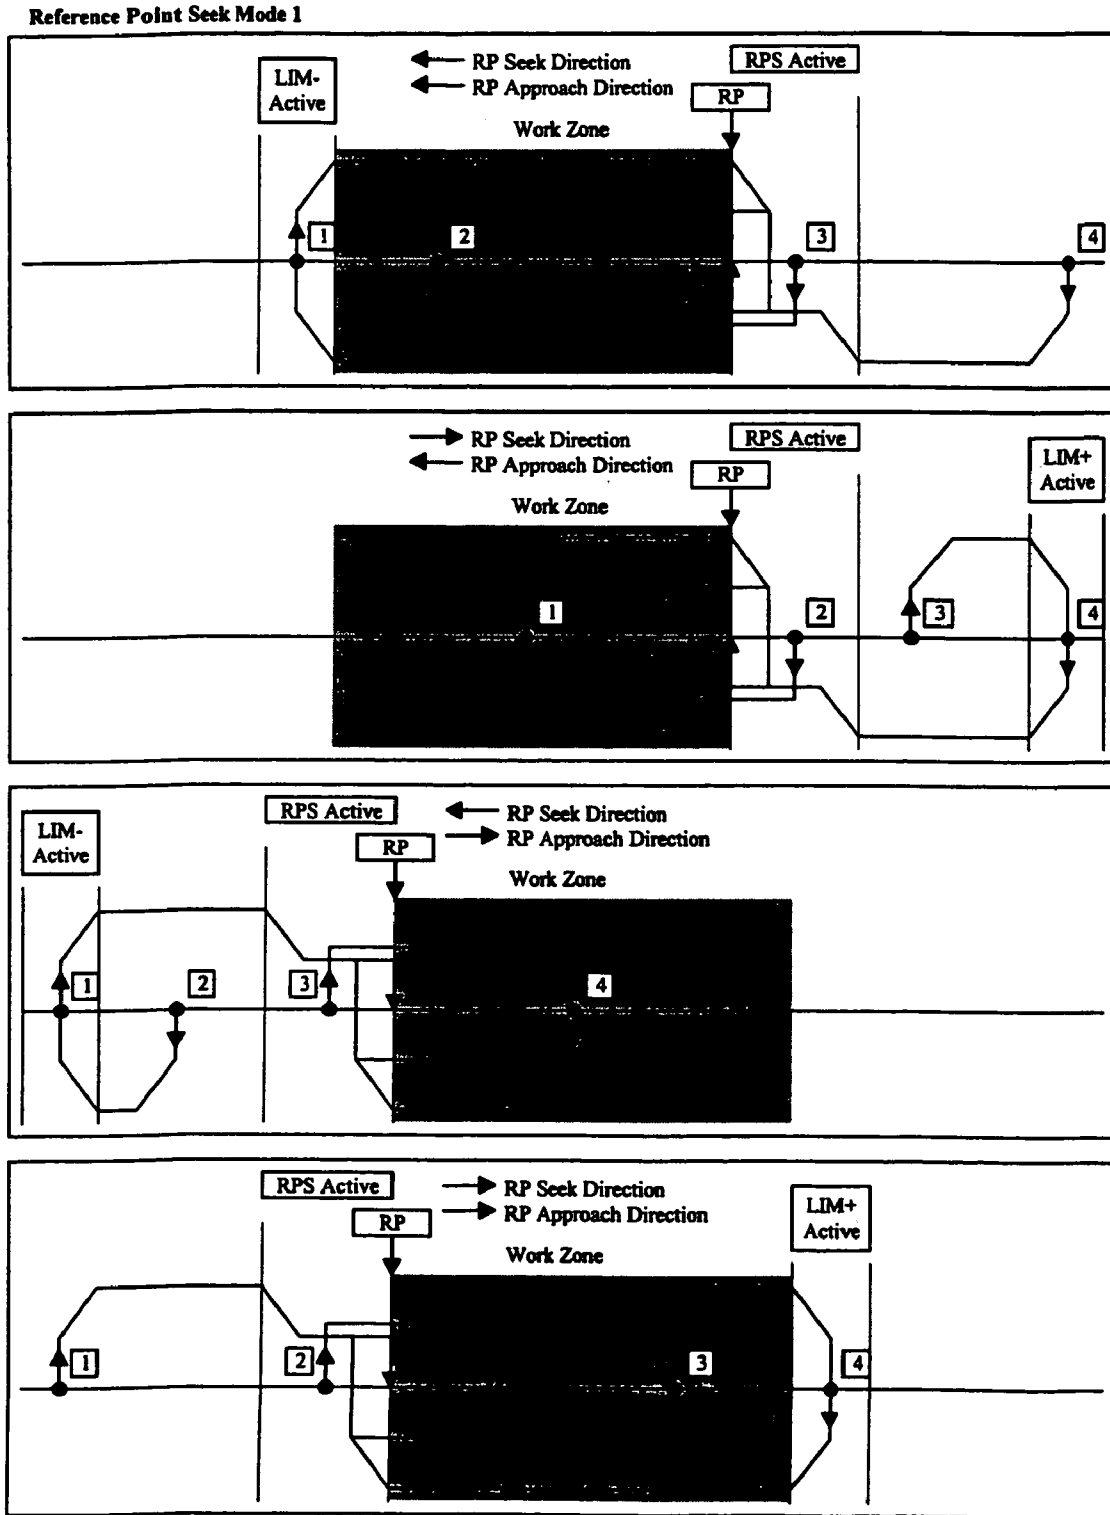 Reference Point Seek Mode 1
LIM-
Active
RP Seek Direction
RP Approach Direction
RPS Active
RP
Work Zone
1
2
3
4
RP Seek Direction
RP Approach Direction
RPS Active
RP
LIM+
Active
Work Zone
1
2
3
4
LIM-
Active
RPS Active
RP Seek Direction
RP Approach Direction
RP
Work Zone
1
2
3
4
RPS Active
RP Seek Direction
RP Approach Direction
RP
LIM+
Active
Work Zone
1
2
3
4